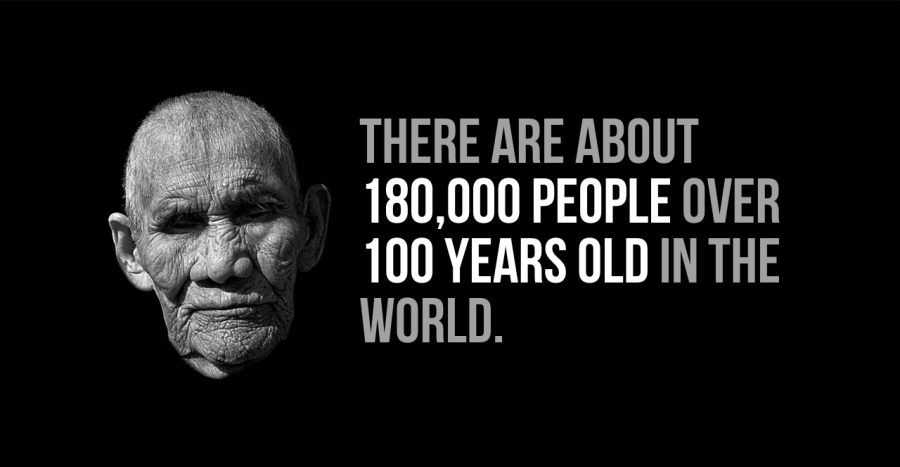 THERE ARE ABOUT
180,000 PEOPLE OVER
100 YEARS OLD IN THE
WORLD.